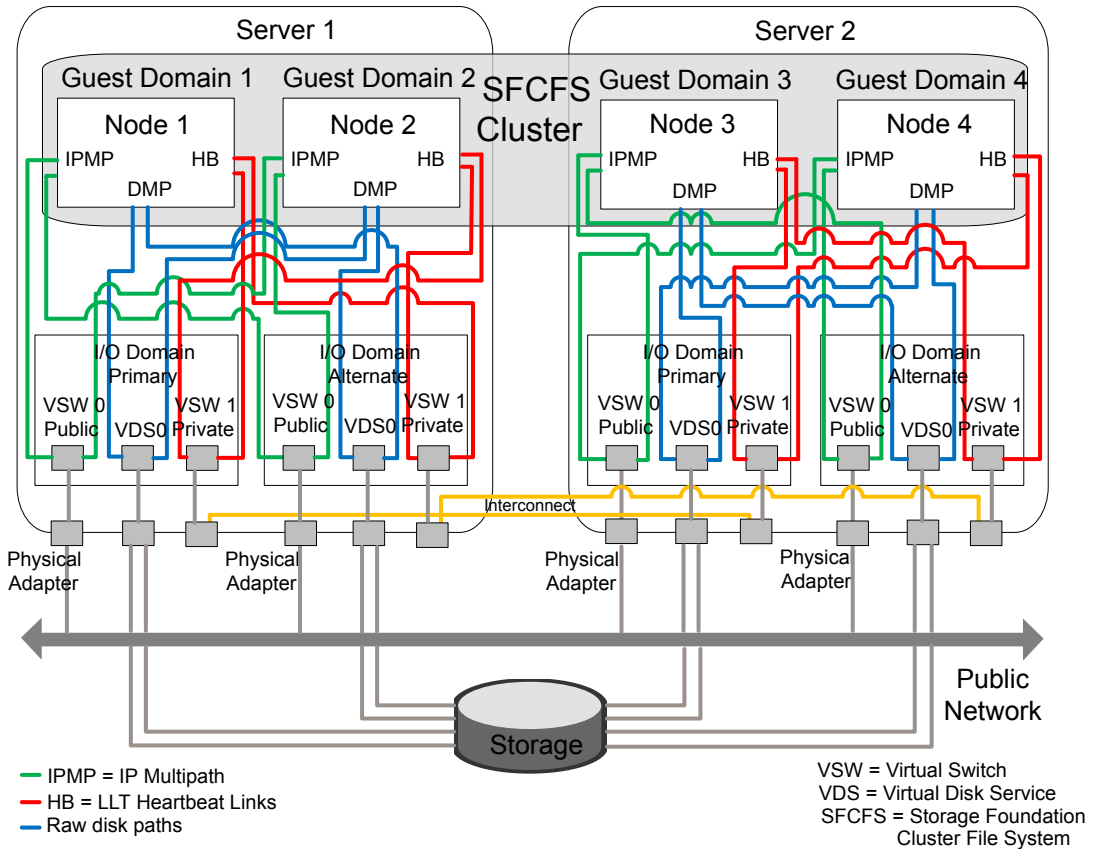 Server 1
Server 2
Guest Domain 1
Guest Domain 2
SFCFS
Cluster
Guest Domain 3
Guest Domain 4
Node 1
IPMP
HB
DMP
Node 2
IPMP
HB
DMP
Node 3
IPMP
HB
DMP
Node 4
IPMP
HB
DMP
I/O Domain
Primary
VSW 0
Public
VDS0
VSW 1
Private
I/O Domain
Alternate
VSW 0
Public
VDS0
VSW 1
Private
I/O Domain
Primary
VSW 0
Public
VDS0
VSW 1
Private
I/O Domain
Alternate
VSW 0
Public
VDS0
VSW 1
Private
Interconnect
Physical
Adapter
Physical
Adapter
Physical
Adapter
Physical
Adapter
Public
Network
Storage
IPMP = IP Multipath
HB = LLT Heartbeat Links
Raw disk paths
VSW = Virtual Switch
VDS = Virtual Disk Service
SFCFS = Storage Foundation
Cluster File System